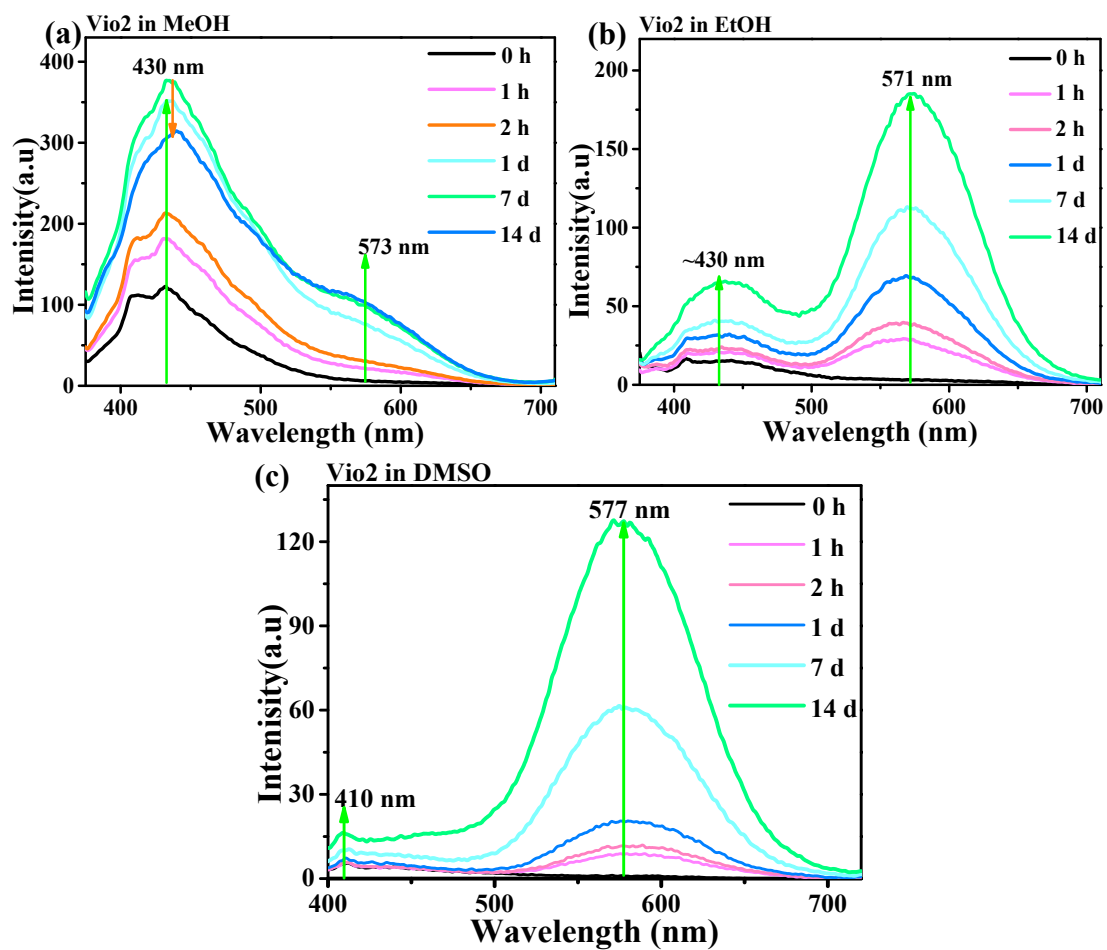 (a) Vio2 in MeOH
430 nm
573 nm
0 h
1 h
2 h
1 d
7 d
14 d
400
300
200
100
0
Intenisity(a.u)
400 500 600 700
Wavelength (nm)
(b) Vio2 in EtOH
571 nm
~430 nm
0 h
1 h
2 h
1 d
7 d
14 d
200
150
100
50
0
Intenisity(a.u)
400 500 600 700
Wavelength (nm)
(c) Vio2 in DMSO
577 nm
410 nm
0 h
1 h
2 h
1 d
7 d
14 d
120
90
60
30
0
Intenisity(a.u)
400 500 600 700
Wavelength (nm)